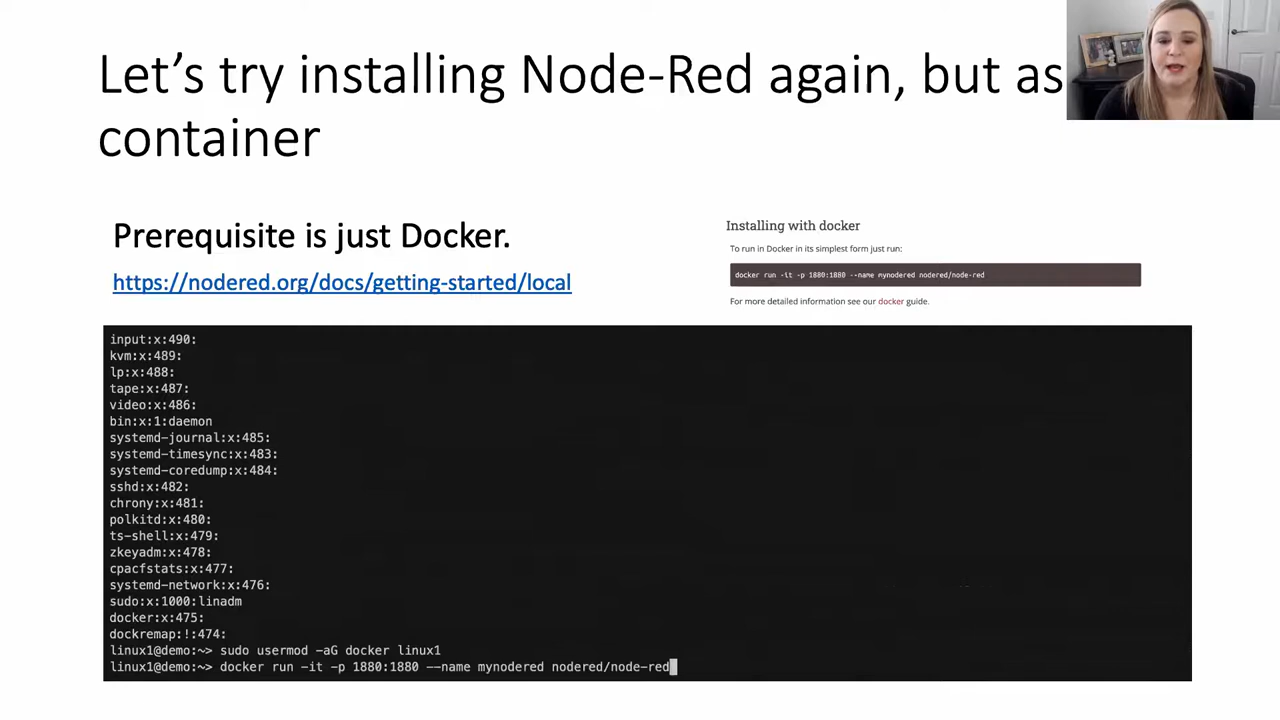 Let's try installing Node-Red again, but as
container
Prerequisite is just Docker.
https://nodered.org/docs/getting-started/local
Installing with docker
To run in Docker in its simplest form just run:
docker run -it -p 1880:1880 --name mynodered nodered/node-red
For more detailed information see our docker guide.
input:x:490:
kvm:x:489:
lp:x:488:
tape:x:487:
video:x:486:
bin:x:1:daemon
systemd-journal:x:485:
systemd-timesync:x:483:
systemd-coredump:x:484:
sshd:x:482:
chrony:x:481:
polkitd:x:480:
ts-shell:x:479:
zkeyadm:x:478:
cpacfstats:x:477:
systemd-network:x:476:
sudo:x:1000:linadm
docker:x:475:
dockremap:!:474:
linux1@demo:~> sudo usermod -aG docker linux1
linux1@demo:~> docker run -it -p 1880:1880 --name mynodered nodered/node-red